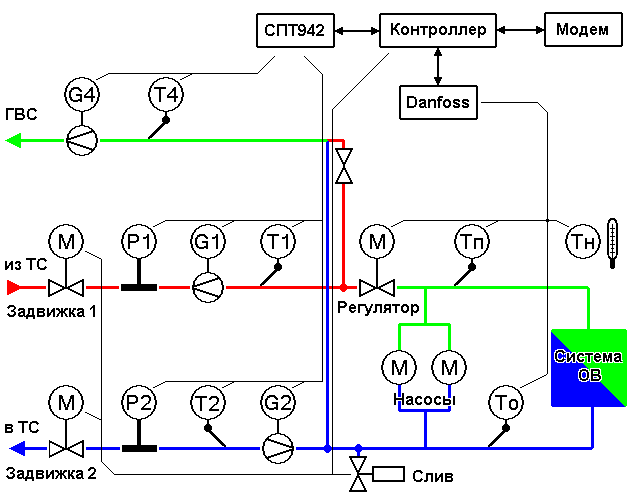 СПТ942
Контроллер
Модем
Danfoss
G4
T4
ГВС
M
P1
G1
T1
M
Тп
Тн
из ТС
Задвижка 1
Регулятор
M
M
Насосы
Система
ОВ
M
P2
T2
G2
То
в ТС
Задвижка 2
Слив